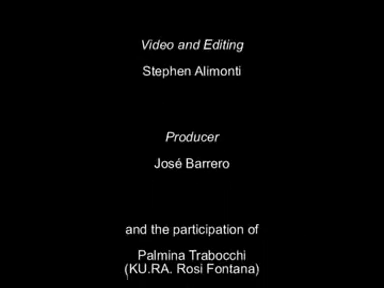 Video and Editing
Stephen Alimonti
Producer
José Barrero
and the participation of
Palmina Trabocchi
(KU.RA. Rosi Fontana)